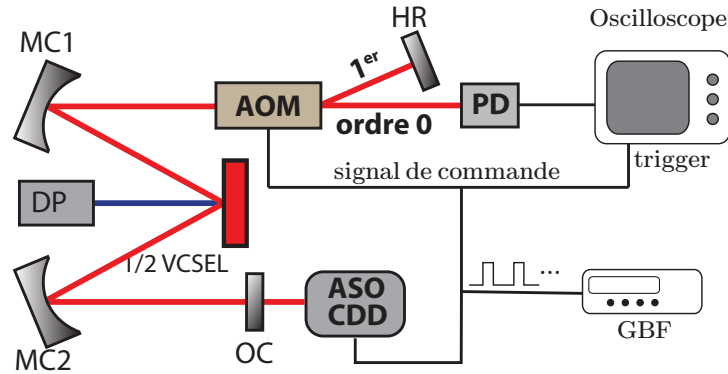 HR
Oscilloscope
MC1
1er
AOM
PD
ordre 0
signal de commande
trigger
DP
1/2 VCSEL
ASO
CDD
...
GBF
OC
MC2